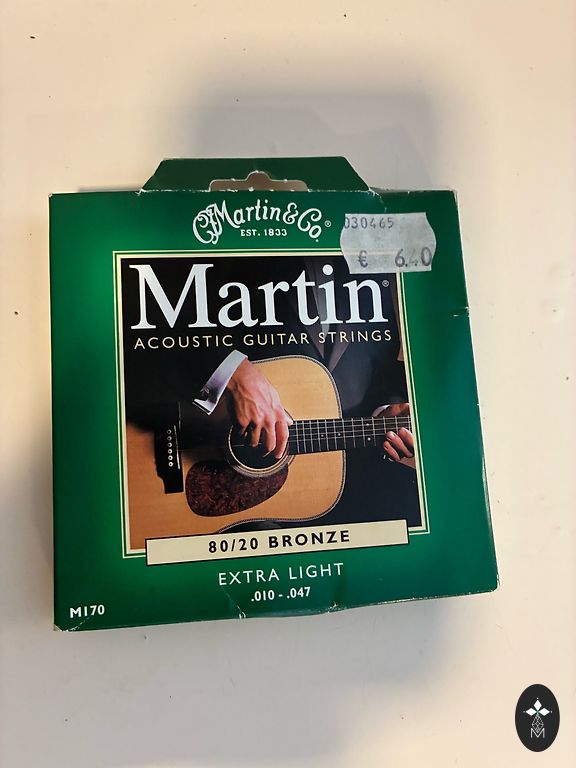 Martin & Co.®
EST. 1833
030465
€ 6.40
Martin®
ACOUSTIC GUITAR STRINGS
80/20 BRONZE
EXTRA LIGHT
.010 - .047
M170
M